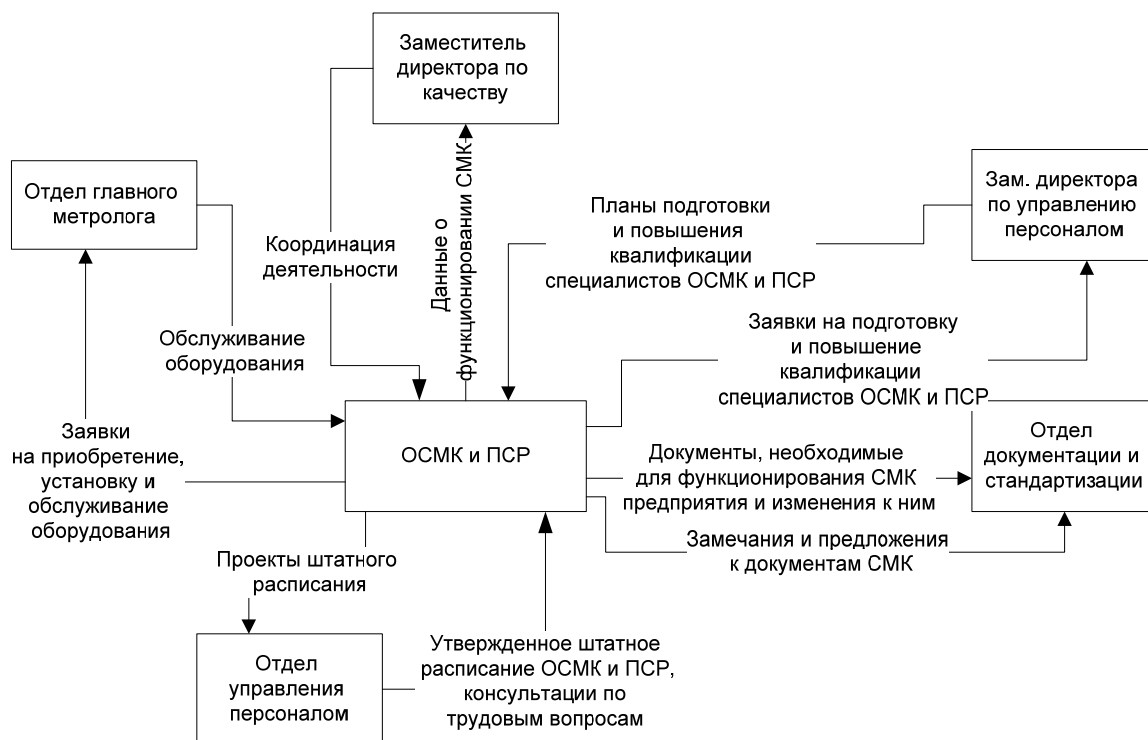 Заместитель
директора по
качеству
Отдел главного
метролога
Зам. директора
по управлению
персоналом
Координация
деятельности
Данные о
функционировании СМК
Планы подготовки
и повышения
квалификации
специалистов ОСМК и ПСР
Обслуживание
оборудования
Заявки на подготовку
и повышение
квалификации
специалистов ОСМК и ПСР
Заявки
на приобретение,
установку и
обслуживание
оборудования
ОСМК и ПСР
Документы, необходимые
для функционирования СМК
предприятия и изменения к ним
Отдел
документации и
стандартизации
Замечания и предложения
к документам СМК
Проекты штатного
расписания
Отдел
управления
персоналом
Утвержденное штатное
расписание ОСМК и ПСР,
консультации по
трудовым вопросам